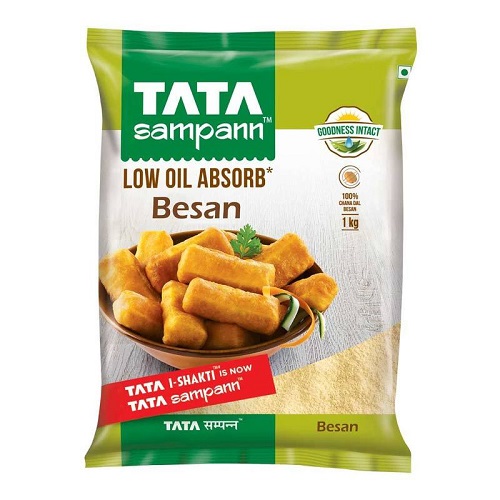 TATA
sampann™
LOW OIL ABSORB*
Besan
GOODNESS INTACT
100%
CHANA DAL
BESAN
1 kg
TATA I-SHAKTI™ IS NOW
TATA sampann™
TATA सम्पन्न™
Besan